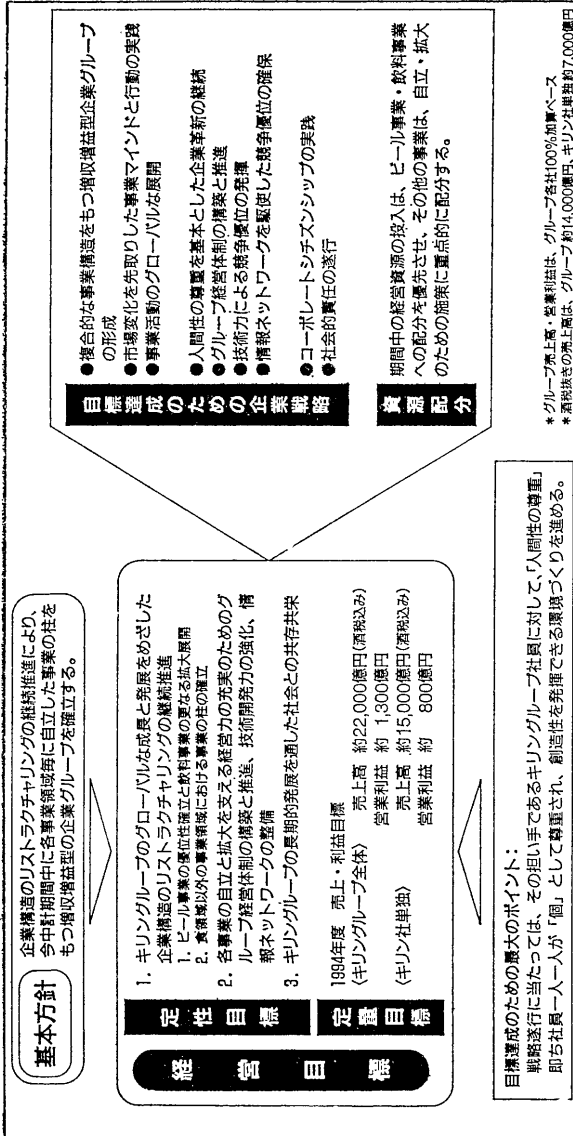 基本方針
企業構造のリストラクチャリングの継続推進により、
今中計期間中に各事業領域毎に自立した事業の柱を
もつ増収増益型の企業グループを確立する。
経営目標
定性目標
1. キリングループのグローバルな成長と発展をめざした
企業構造のリストラクチャリングの継続推進
1. ビール事業の優位性確立と飲料事業の更なる拡大展開
2. 食領域以外の事業領域における事業の柱の確立
2. 各事業の自立と拡大を支える経営力の充実のためのグ
ループ経営体制の構築と推進、技術開発力の強化、情
報ネットワークの整備
3. キリングループの長期的発展を通した社会との共存共栄
定量目標
1994年度 売上・利益目標
〈キリングループ全体〉 売上高 約22,000億円(酒税込み)
営業利益 約 1,300億円
〈キリン社単独〉 売上高 約15,000億円(酒税込み)
営業利益 約 800億円
目標達成のための最大のポイント:
戦略遂行に当たっては、その担い手であるキリングループ社員に対して、「人間性の尊重」
即ち社員一人一人が「個」として尊重され、創造性を発揮できる環境づくりを進める。
目標達成のための企業戦略
●複合的な事業構造をもつ増収増益型企業グループ
の形成
●市場変化を先取りした事業マインドと行動の実践
●事業活動のグローバルな展開
●人間性の尊重を基本とした企業革新の継続
●グループ経営体制の構築と推進
●技術力による競争優位の発揮
●情報ネットワークを駆使した競争優位の確保
●コーポレートシチズンシップの実践
●社会的責任の遂行
資源配分
期間中の経営資源の投入は、ビール事業・飲料事業
への配分を優先させ、その他の事業は、自立・拡大
のための施策に重点的に配分する。
*グループ売上高・営業利益は、グループ各社100%加算ベース
*酒税抜きの売上高は、グループ約14,000億円、キリン社単独約7,000億円